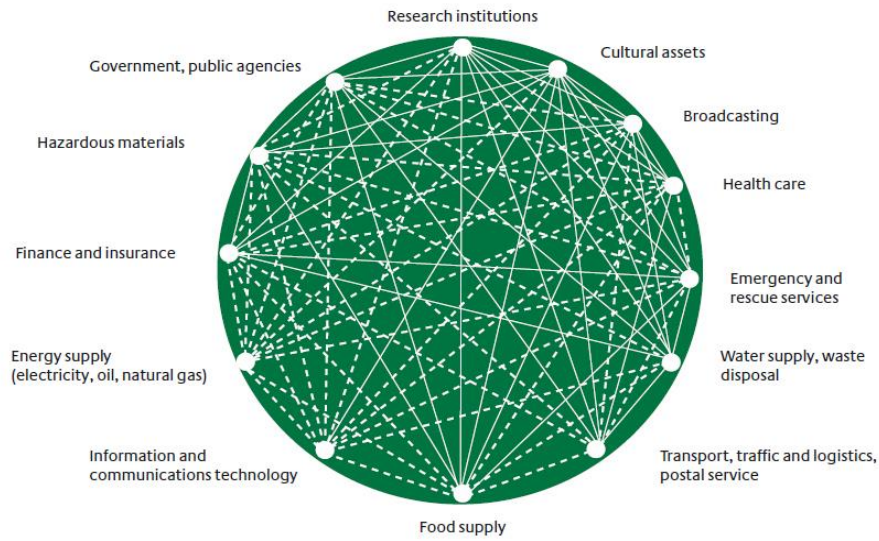 Research institutions
Cultural assets
Government, public agencies
Broadcasting
Hazardous materials
Health care
Finance and insurance
Emergency and
rescue services
Energy supply
(electricity, oil, natural gas)
Water supply, waste
disposal
Information and
communications technology
Transport, traffic and logistics,
postal service
Food supply